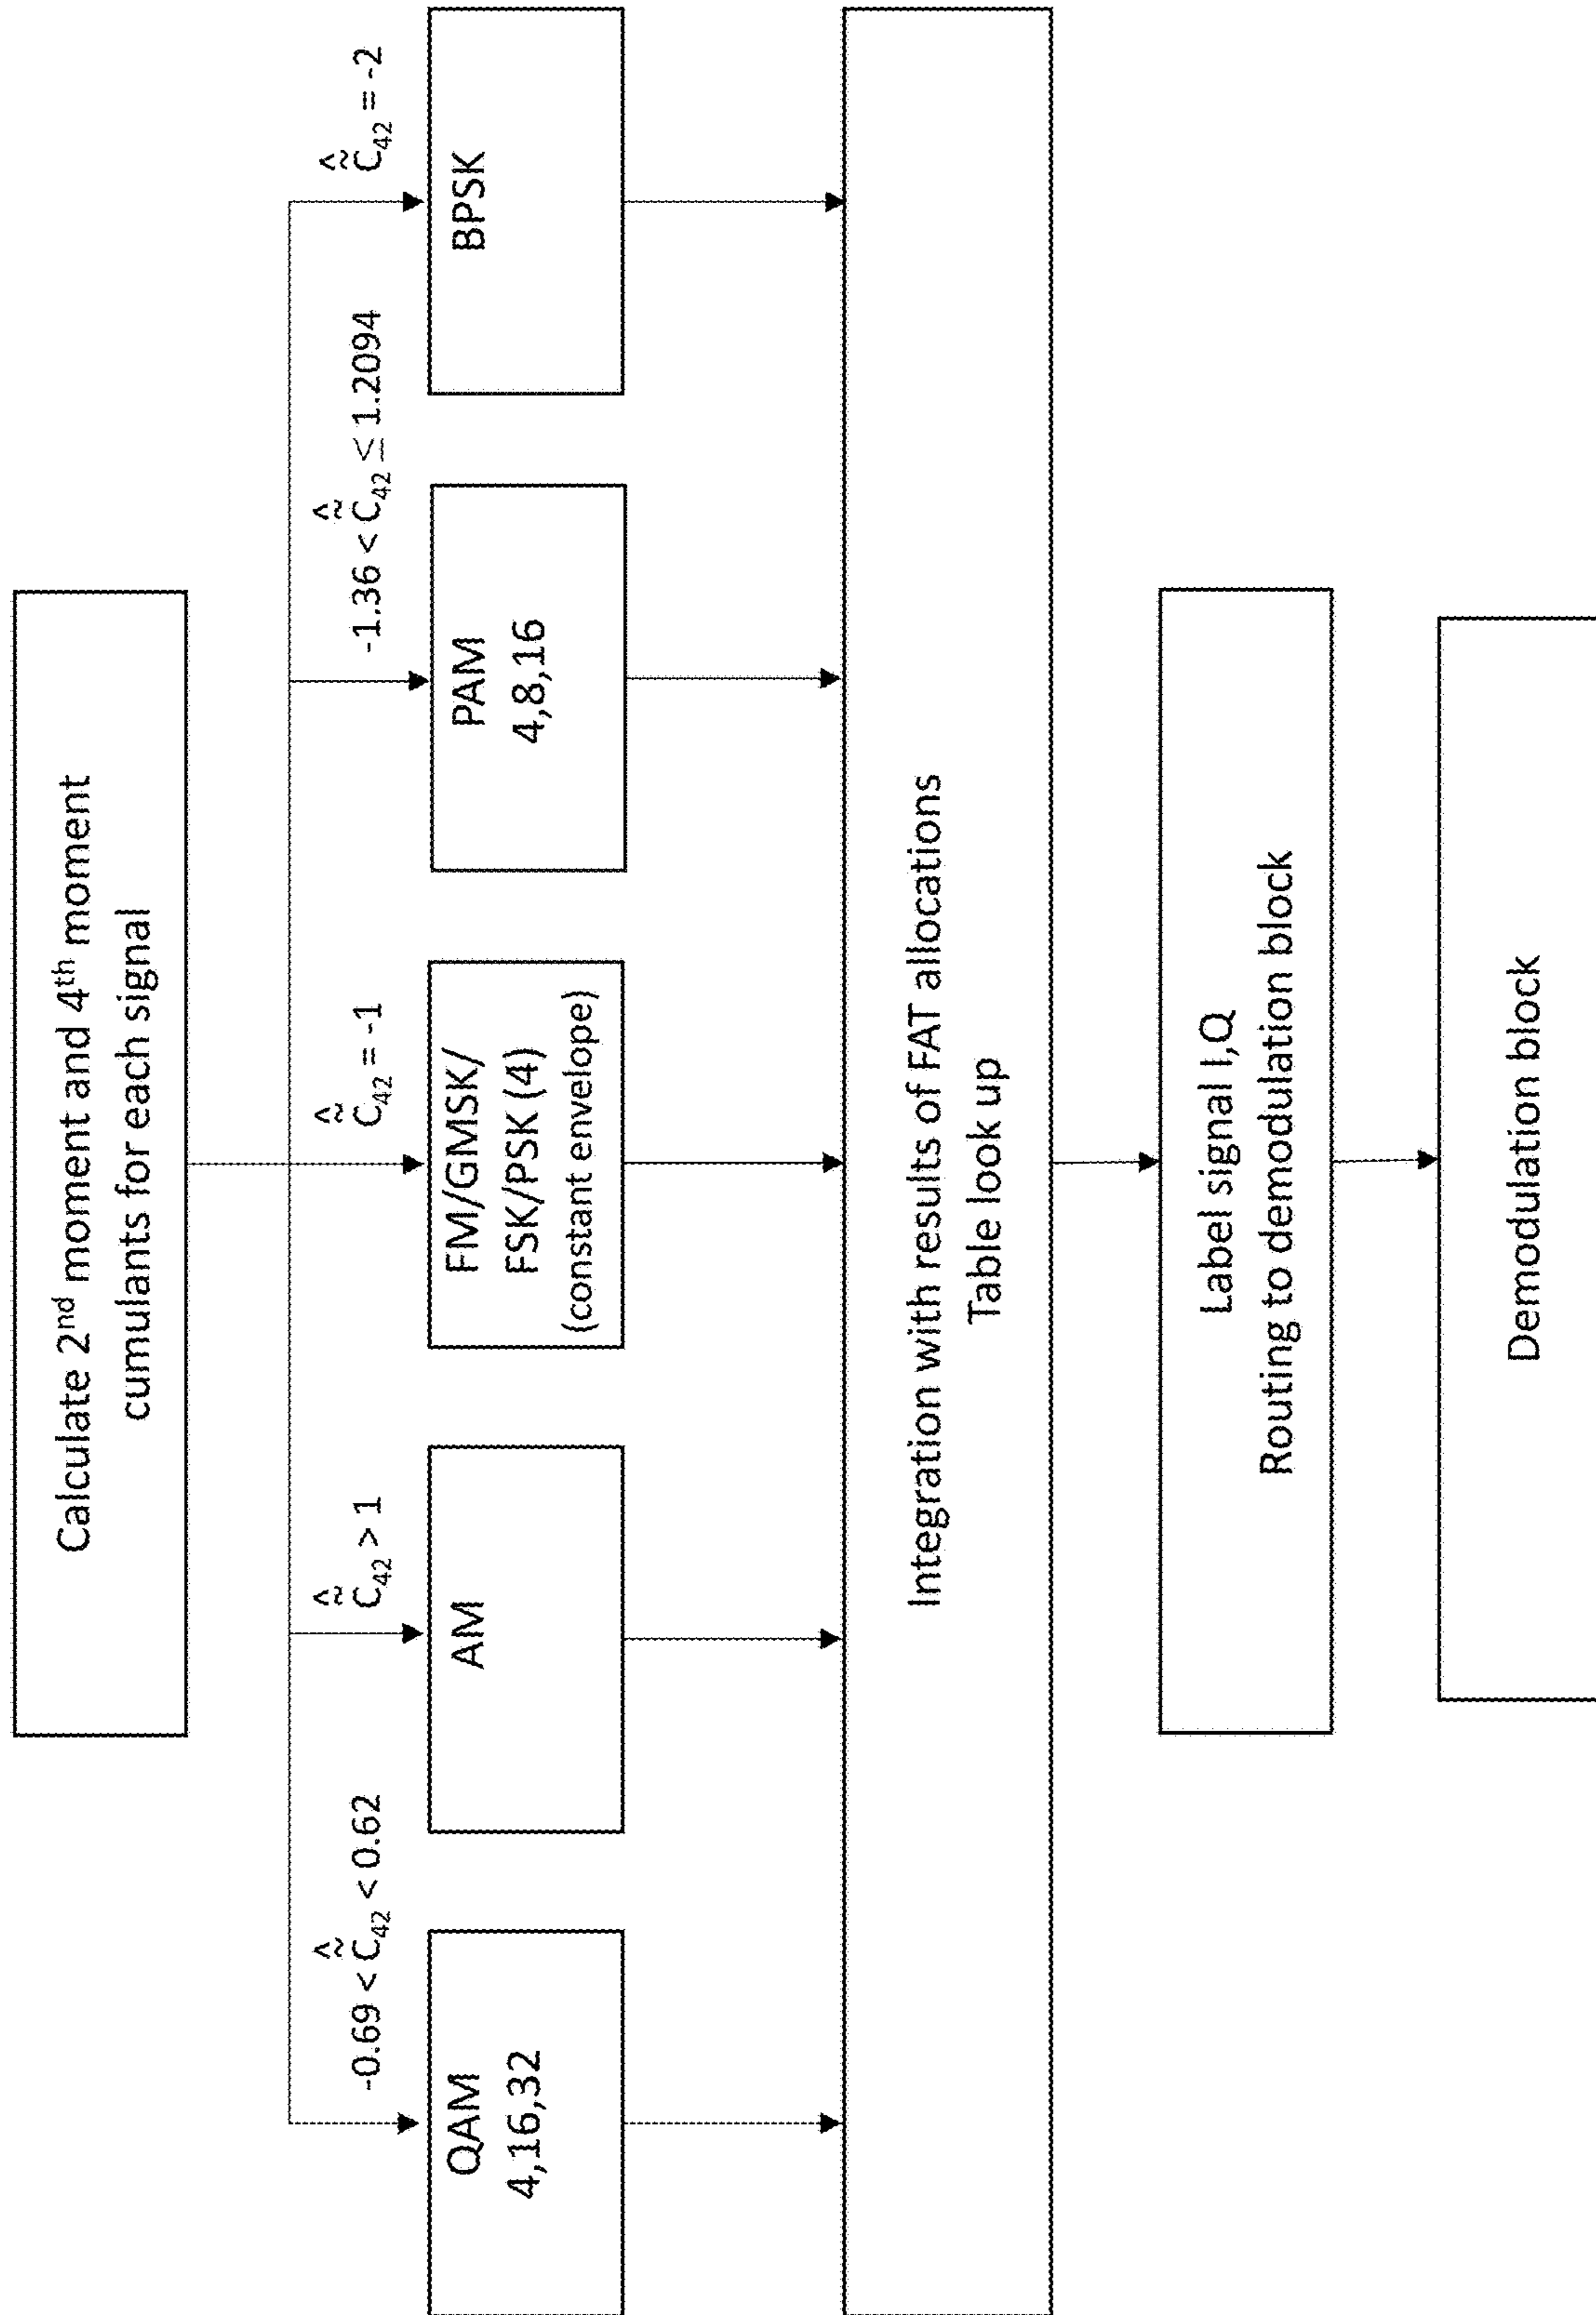 Calculate 2nd moment and 4th moment
cumulants for each signal
-0.69 < Ĉ̃42 < 0.62
Ĉ̃42 > 1
Ĉ̃42 = -1
-1.36 < Ĉ̃42 ≤ 1.2094
Ĉ̃42 = -2
QAM
4,16,32
AM
FM/GMSK/
FSK/PSK (4)
(constant envelope)
PAM
4,8,16
BPSK
Integration with results of FAT allocations
Table look up
Label signal I,Q
Routing to demodulation block
Demodulation block